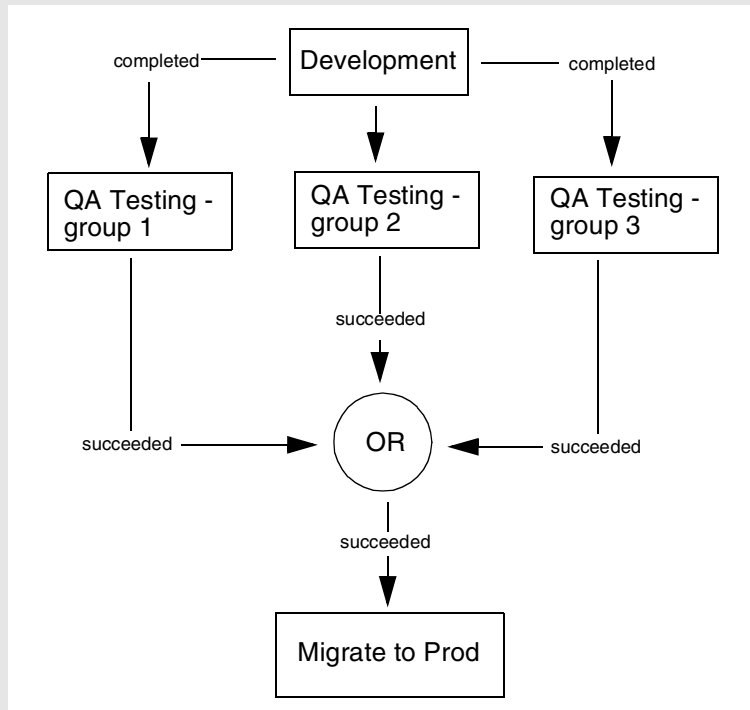 Development
completed
completed
QA Testing -
group 1
QA Testing -
group 2
QA Testing -
group 3
succeeded
succeeded
OR
succeeded
succeeded
Migrate to Prod